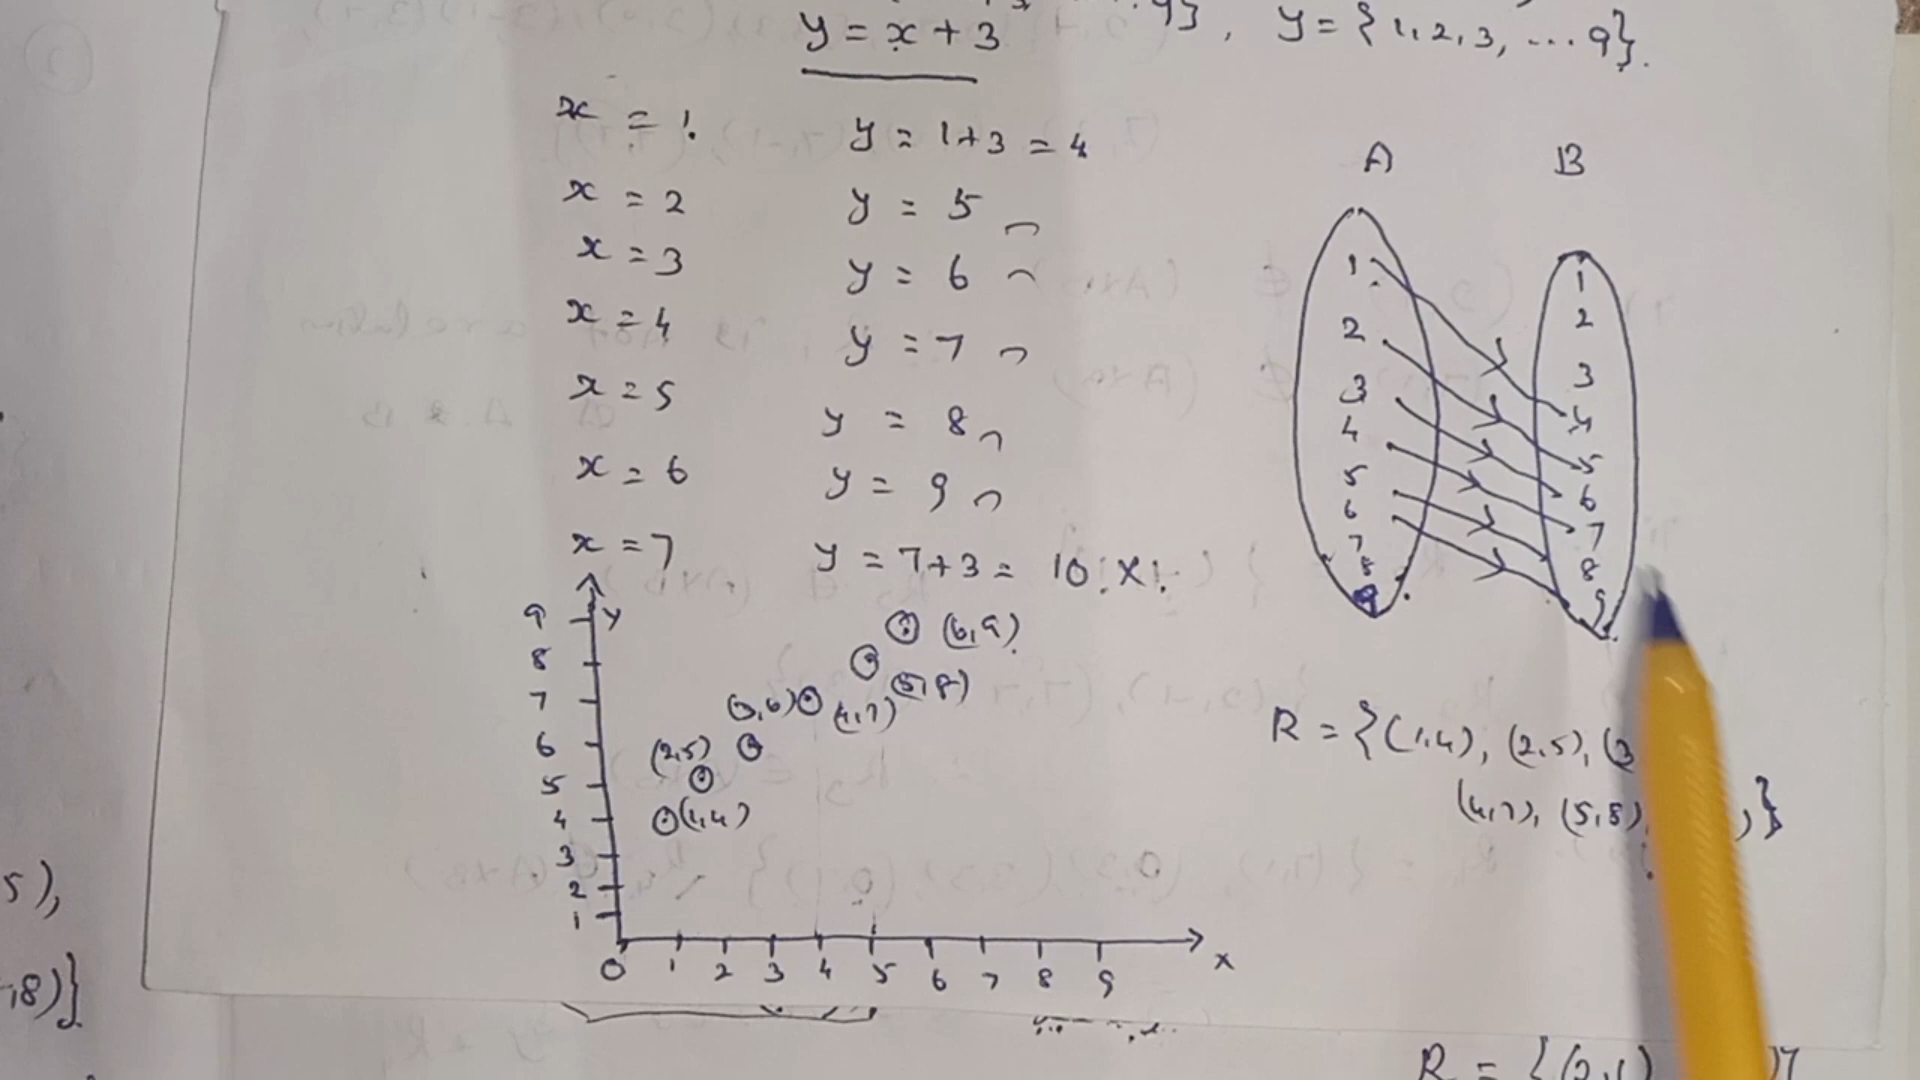 9}, y = {1,2,3, ... 9}.
y = x + 3
x = 1. y = 1+3 = 4
x = 2 y = 5
x = 3 y = 6
x = 4 y = 7
x = 5 y = 8
x = 6 y = 9
x = 7 y = 7+3 = 10 ! X !
A B
1 1
2 2
3 3
4 4
5 5
6 6
7 7
8 8
9 9
y
9
8
7
6
5
4
3
2
1
(6,9)
(5,8)
(3,6) (4,7)
(2,5)
(1,4)
0 1 2 3 4 5 6 7 8 9 x
R = {(1,4), (2,5), (3
(4,7), (5,8), )}
5),
,8)}
R = {(2,1)